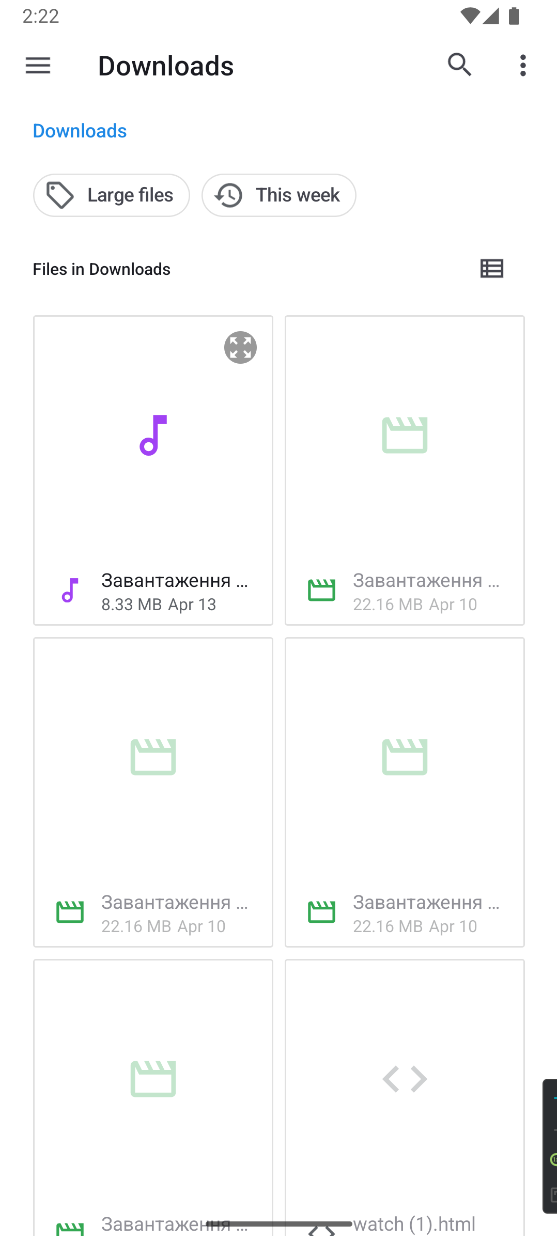 2:22
Downloads
Downloads
Large files
This week
Files in Downloads
Завантаження ...
8.33 MB Apr 13
Завантаження ...
22.16 MB Apr 10
Завантаження ...
22.16 MB Apr 10
Завантаження ...
22.16 MB Apr 10
Завантаження ...
watch (1).html